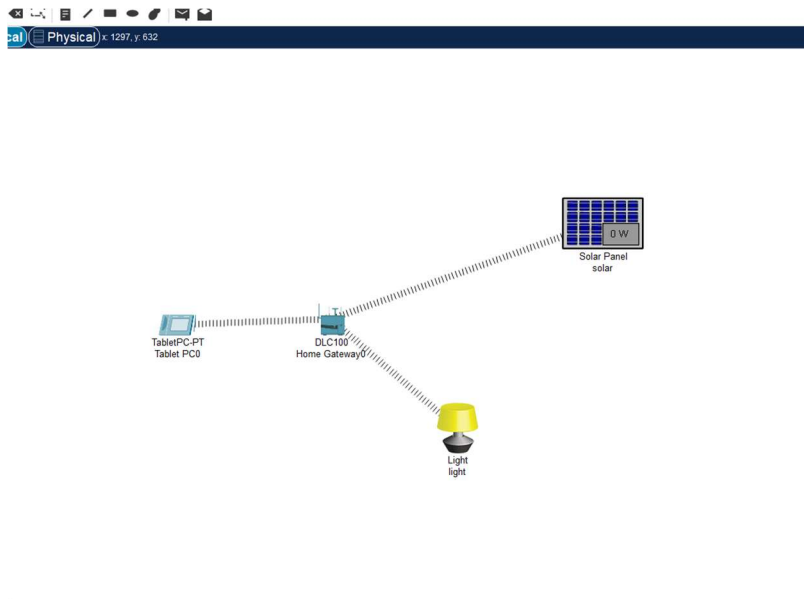 cal
Physical x: 1297, y: 632
0 W
Solar Panel
solar
TabletPC-PT
Tablet PC0
DLC100
Home Gateway0
Light
light